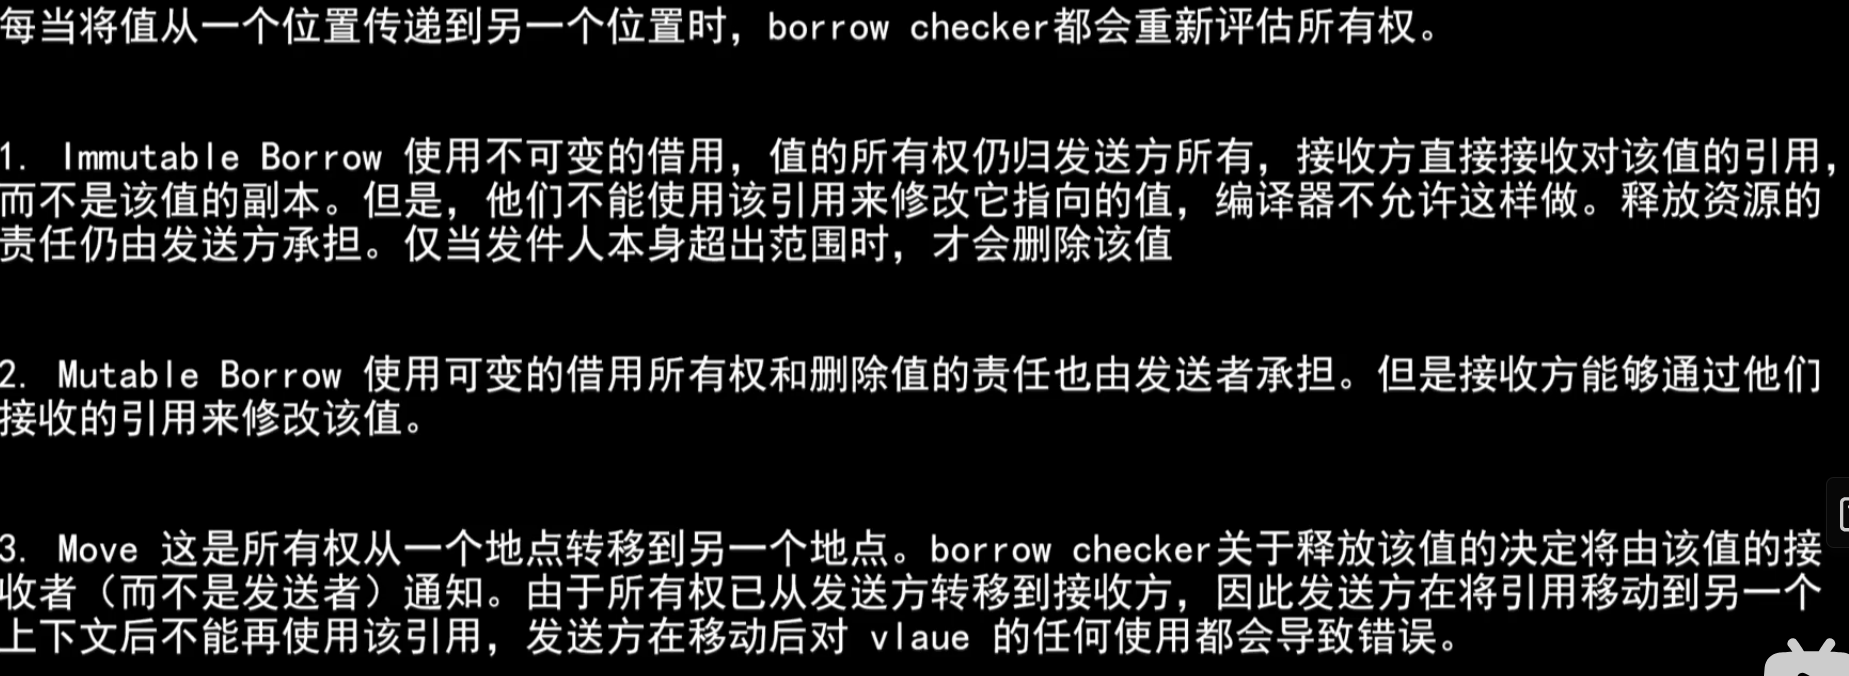 每当将值从一个位置传递到另一个位置时，borrow checker都会重新评估所有权。
1. Immutable Borrow 使用不可变的借用，值的所有权仍归发送方所有，接收方直接接收对该值的引用，
而不是该值的副本。但是，他们不能使用该引用来修改它指向的值，编译器不允许这样做。释放资源的
责任仍由发送方承担。仅当发件人本身超出范围时，才会删除该值
2. Mutable Borrow 使用可变的借用所有权和删除值的责任也由发送者承担。但是接收方能够通过他们
接收的引用来修改该值。
3. Move 这是所有权从一个地点转移到另一个地点。borrow checker关于释放该值的决定将由该值的接
收者（而不是发送者）通知。由于所有权已从发送方转移到接收方，因此发送方在将引用移动到另一个
上下文后不能再使用该引用，发送方在移动后对 vlaue 的任何使用都会导致错误。